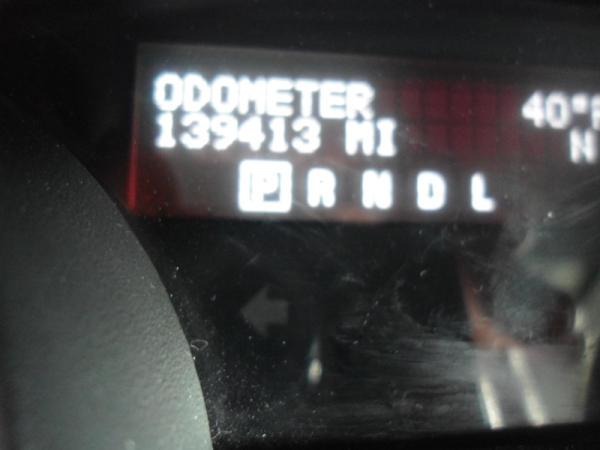 ODOMETER
139413 MI
40°F
N
P R N D L